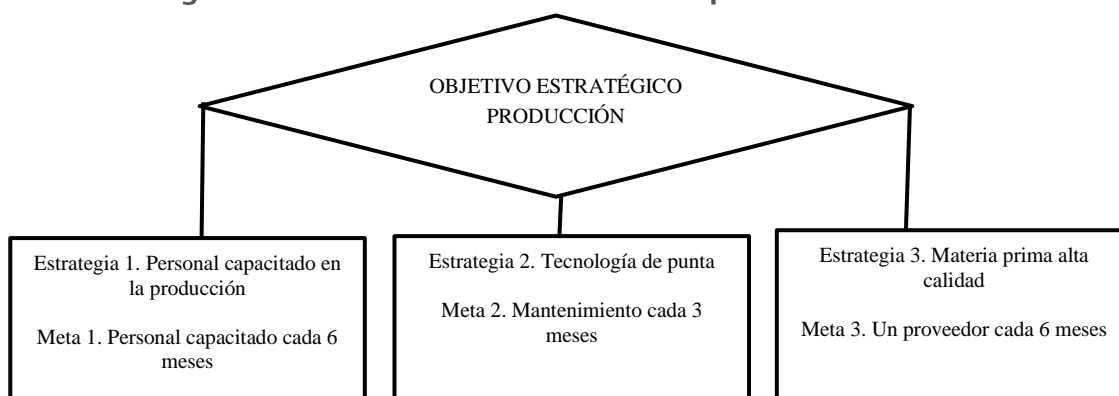 OBJETIVO ESTRATÉGICO
PRODUCCIÓN
Estrategia 1. Personal capacitado en
la producción
Meta 1. Personal capacitado cada 6
meses
Estrategia 2. Tecnología de punta
Meta 2. Mantenimiento cada 3
meses
Estrategia 3. Materia prima alta
calidad
Meta 3. Un proveedor cada 6 meses